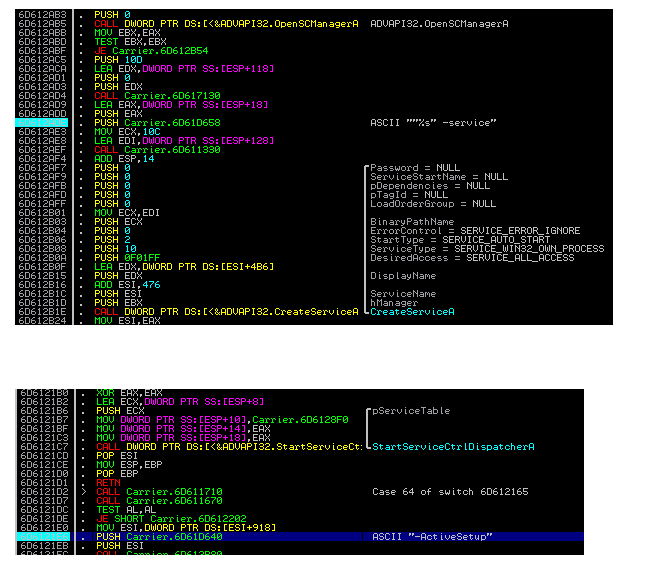 6D612AB3 . PUSH 0
6D612AB5 . CALL DWORD PTR DS:[<&ADVAPI32.OpenSCManagerA ADVAPI32.OpenSCManagerA
6D612ABB . MOV EBX,EAX
6D612ABD . TEST EBX,EBX
6D612ABF . JE Carrier.6D612B54
6D612AC5 . PUSH 10D
6D612ACA . LEA EDX,DWORD PTR SS:[ESP+118]
6D612AD1 . PUSH 0
6D612AD3 . PUSH EDX
6D612AD4 . CALL Carrier.6D617130
6D612AD9 . LEA EAX,DWORD PTR SS:[ESP+18]
6D612ADD . PUSH EAX
. PUSH Carrier.6D61D658 ASCII ""%s" -service"
6D612AE3 . MOV ECX,10C
6D612AE8 . LEA EDI,DWORD PTR SS:[ESP+128]
6D612AEF . CALL Carrier.6D611330
6D612AF4 . ADD ESP,14
6D612AF7 . PUSH 0 Password = NULL
6D612AF9 . PUSH 0 ServiceStartName = NULL
6D612AFB . PUSH 0 pDependencies = NULL
6D612AFD . PUSH 0 pTagId = NULL
6D612AFF . PUSH 0 LoadOrderGroup = NULL
6D612B01 . MOV ECX,EDI
6D612B03 . PUSH ECX BinaryPathName
6D612B04 . PUSH 0 ErrorControl = SERVICE_ERROR_IGNORE
6D612B06 . PUSH 2 StartType = SERVICE_AUTO_START
6D612B08 . PUSH 10 ServiceType = SERVICE_WIN32_OWN_PROCESS
6D612B0A . PUSH 0F01FF DesiredAccess = SERVICE_ALL_ACCESS
6D612B0F . LEA EDX,DWORD PTR DS:[ESI+4B6]
6D612B15 . PUSH EDX DisplayName
6D612B16 . ADD ESI,476
6D612B1C . PUSH ESI ServiceName
6D612B1D . PUSH EBX hManager
6D612B1E . CALL DWORD PTR DS:[<&ADVAPI32.CreateServiceA CreateServiceA
6D612B24 . MOV ESI,EAX
6D6121B0 . XOR EAX,EAX
6D6121B2 . LEA ECX,DWORD PTR SS:[ESP+8]
6D6121B6 . PUSH ECX pServiceTable
6D6121B7 . MOV DWORD PTR SS:[ESP+10],Carrier.6D6128F0
6D6121BF . MOV DWORD PTR SS:[ESP+14],EAX
6D6121C3 . MOV DWORD PTR SS:[ESP+18],EAX
6D6121C7 . CALL DWORD PTR DS:[<&ADVAPI32.StartServiceCt: StartServiceCtrlDispatcherA
6D6121CD . POP ESI
6D6121CE . MOV ESP,EBP
6D6121D0 . POP EBP
6D6121D1 . RETN
6D6121D2 > CALL Carrier.6D611710 Case 64 of switch 6D612165
6D6121D7 . CALL Carrier.6D611670
6D6121DC . TEST AL,AL
6D6121DE . JE SHORT Carrier.6D612202
6D6121E0 . MOV ESI,DWORD PTR DS:[ESI+918]
. PUSH Carrier.6D61D640 ASCII "-ActiveSetup"
6D6121EB . PUSH ESI